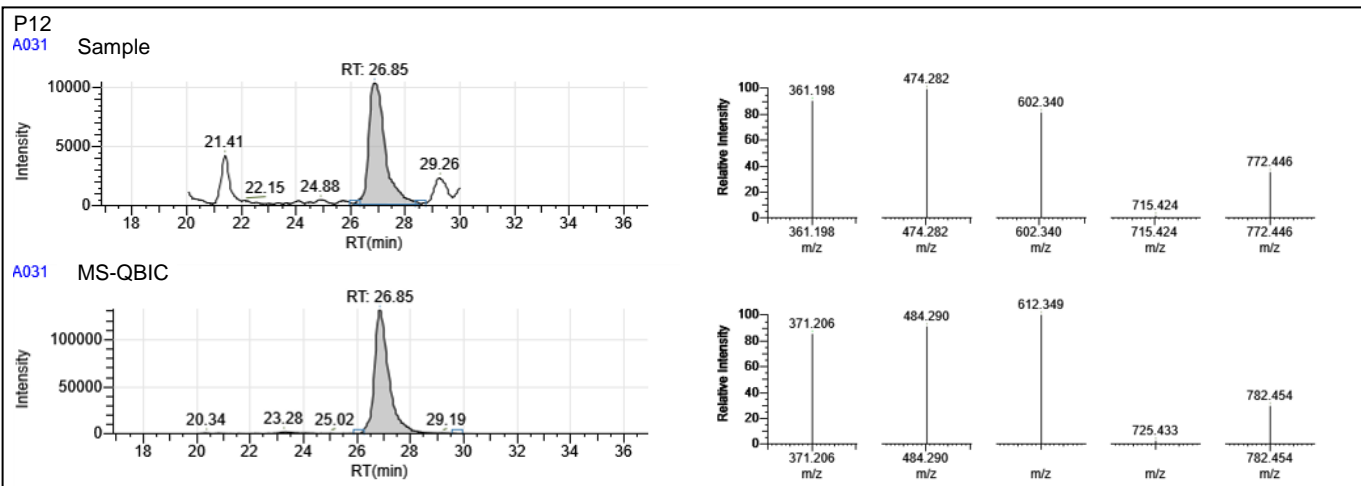 P12
A031 Sample
RT: 26.85
10000
5000
0
Intensity
21.41
22.15
24.88
29.26
18 20 22 24 26 28 30 32 34 36
RT(min)
Relative Intensity
100
80
60
40
20
0
361.198
474.282
602.340
715.424
772.446
361.198 474.282 602.340 715.424 772.446
m/z m/z m/z m/z m/z
A031 MS-QBIC
RT: 26.85
100000
50000
0
Intensity
20.34
23.28
25.02
29.19
18 20 22 24 26 28 30 32 34 36
RT(min)
Relative Intensity
100
80
60
40
20
0
371.206
484.290
612.349
725.433
782.454
371.206 484.290 782.454
m/z m/z m/z m/z m/z